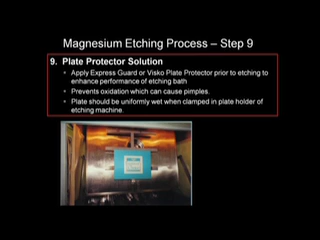 Magnesium Etching Process – Step 9
9. Plate Protector Solution
Apply Express Guard or Visko Plate Protector prior to etching to
enhance performance of etching bath
Prevents oxidation which can cause pimples.
Plate should be uniformly wet when clamped in plate holder of
etching machine.